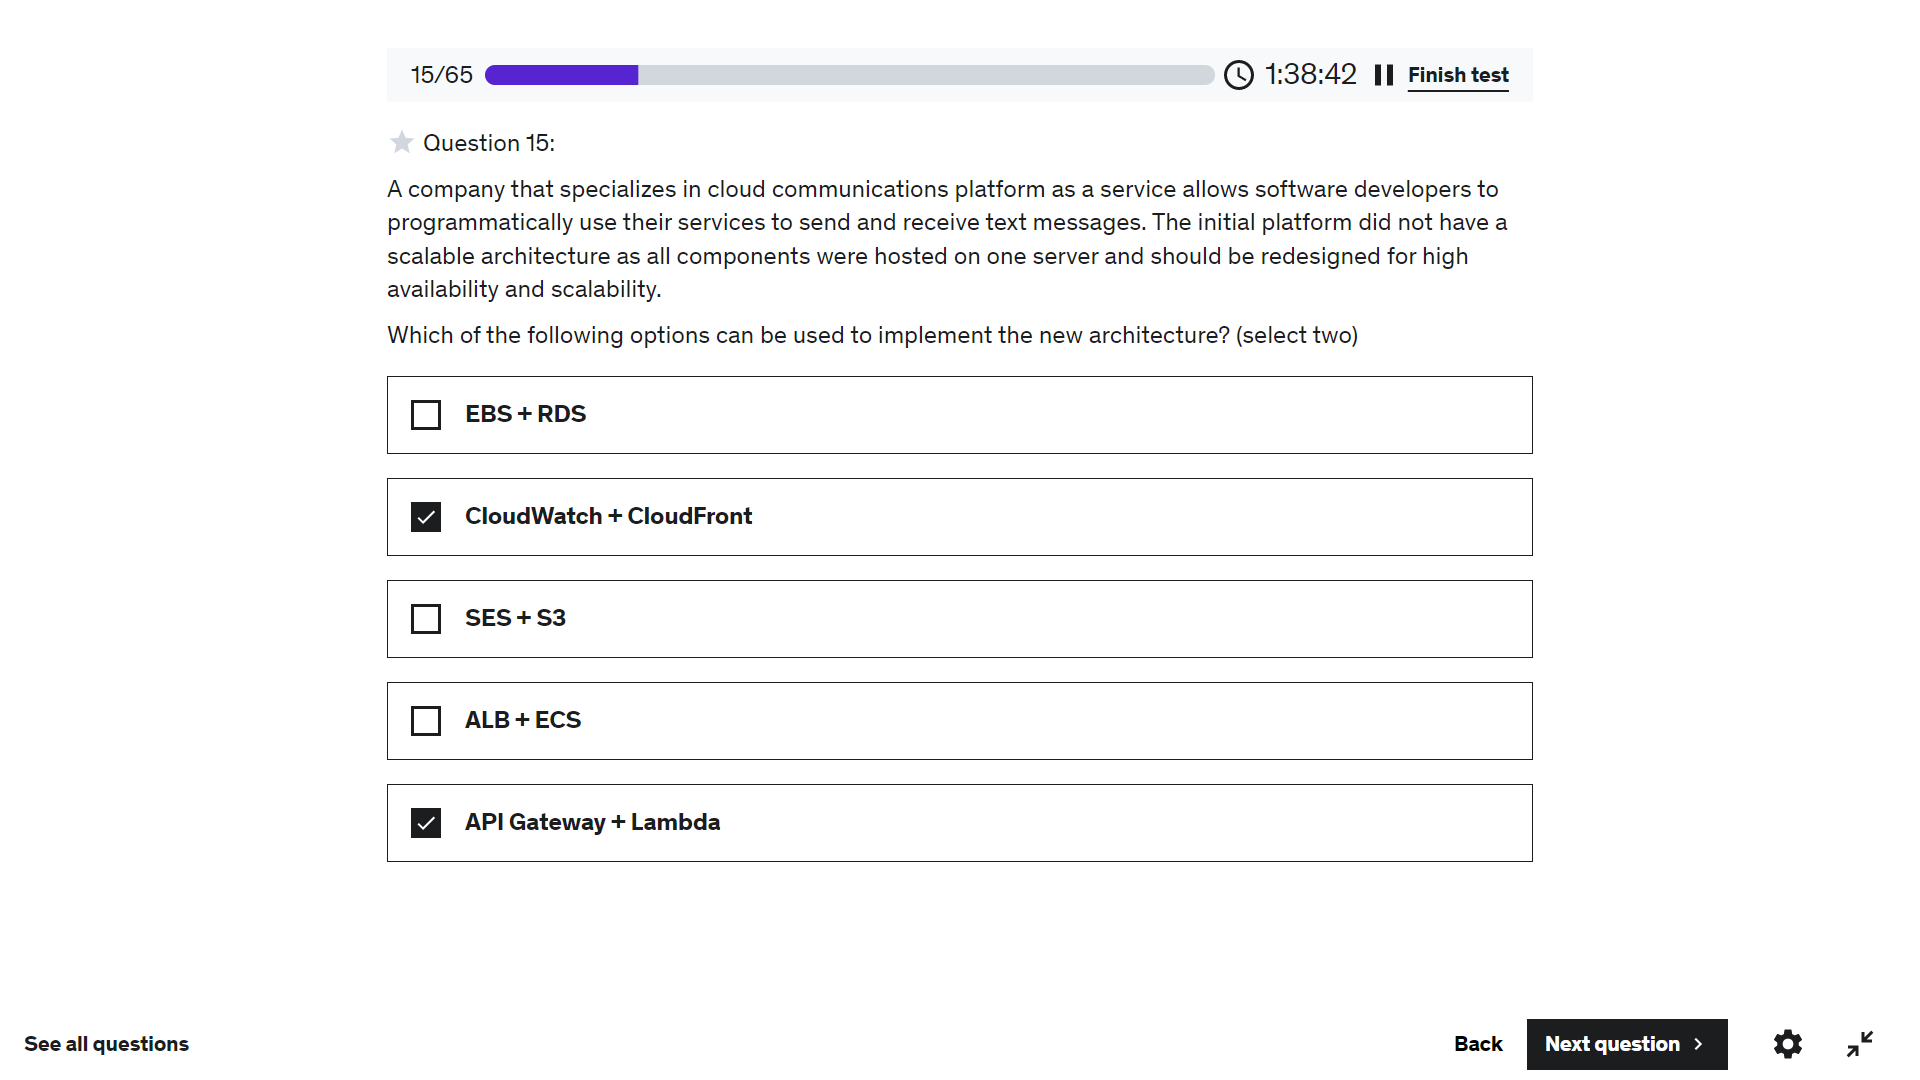 15/65
1:38:42
Finish test
Question 15:
A company that specializes in cloud communications platform as a service allows software developers to
programmatically use their services to send and receive text messages. The initial platform did not have a
scalable architecture as all components were hosted on one server and should be redesigned for high
availability and scalability.
Which of the following options can be used to implement the new architecture? (select two)
EBS + RDS
CloudWatch + CloudFront
SES + S3
ALB + ECS
API Gateway + Lambda
See all questions
Back
Next question